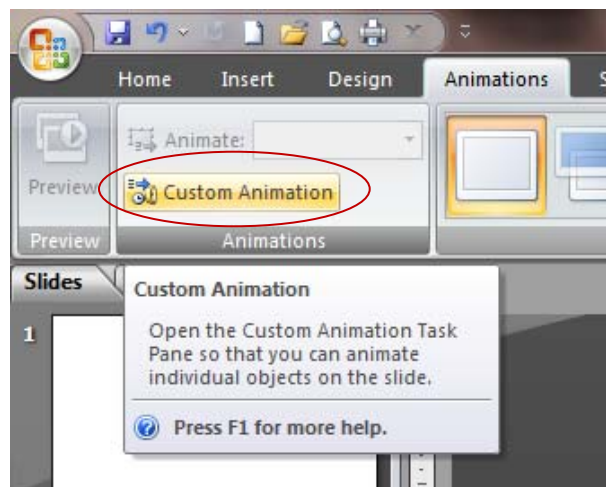 Home Insert Design Animations S
Animate:
Preview Custom Animation
Preview Animations
Slides
Custom Animation
1
Open the Custom Animation Task
Pane so that you can animate
individual objects on the slide.
Press F1 for more help.